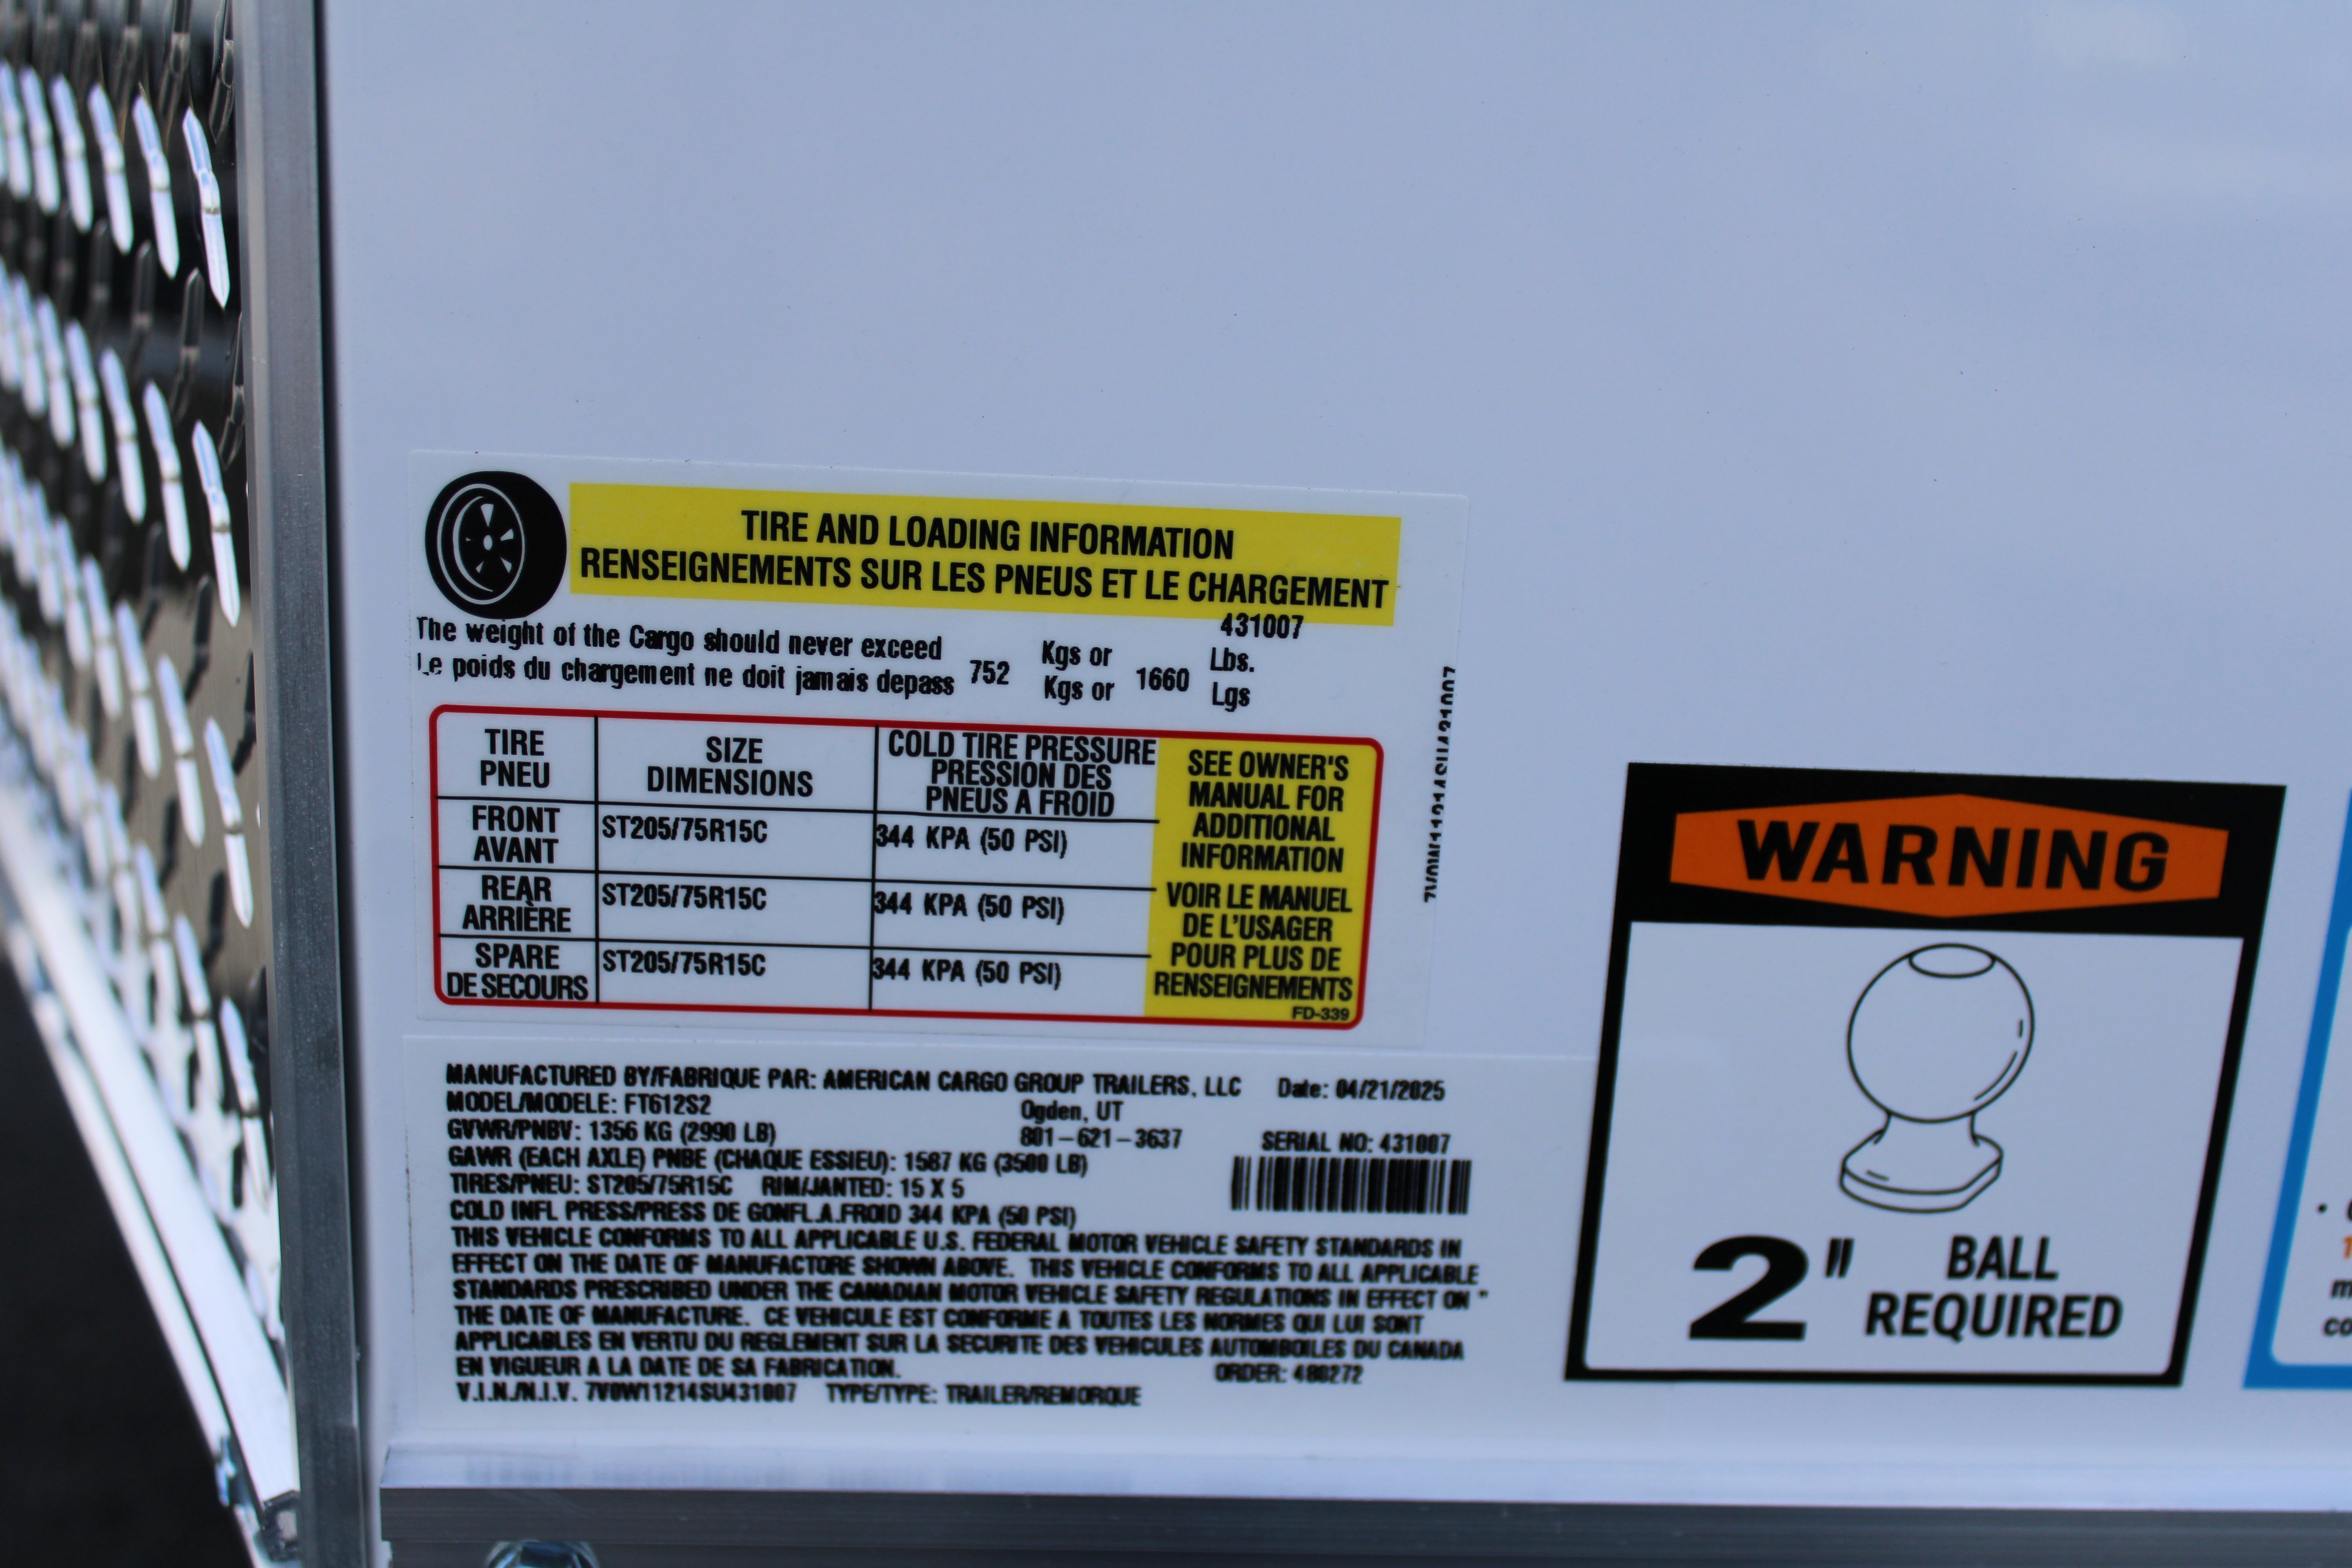 TIRE AND LOADING INFORMATION
RENSEIGNEMENTS SUR LES PNEUS ET LE CHARGEMENT
431007
The weight of the Cargo should never exceed Kgs or Lbs.
Le poids du chargement ne doit jamais depass 752 Kgs or 1660 Lgs
TIRE
PNEU
SIZE
DIMENSIONS
COLD TIRE PRESSURE
PRESSION DES
PNEUS A FROID
FRONT
AVANT
ST205/75R15C
344 KPA (50 PSI)
REAR
ARRIÈRE
ST205/75R15C
344 KPA (50 PSI)
SPARE
DE SECOURS
ST205/75R15C
344 KPA (50 PSI)
SEE OWNER'S
MANUAL FOR
ADDITIONAL
INFORMATION
VOIR LE MANUEL
DE L'USAGER
POUR PLUS DE
RENSEIGNEMENTS
FD-339
MANUFACTURED BY/FABRIQUE PAR: AMERICAN CARGO GROUP TRAILERS, LLC Date: 04/21/2025
MODEL/MODELE: FT612S2 Ogden, UT
GVWR/PNBV: 1356 KG (2990 LB) 801-621-3637 SERIAL NO: 431007
GAWR (EACH AXLE) PNBE (CHAQUE ESSIEU): 1587 KG (3500 LB)
TIRES/PNEU: ST205/75R15C RIM/JANTED: 15 X 5
COLD INFL PRESS/PRESS DE GONFL.A.FROID 344 KPA (50 PSI)
THIS VEHICLE CONFORMS TO ALL APPLICABLE U.S. FEDERAL MOTOR VEHICLE SAFETY STANDARDS IN
EFFECT ON THE DATE OF MANUFACTORE SHOWN ABOVE. THIS VEHICLE CONFORMS TO ALL APPLICABLE
STANDARDS PRESCRIBED UNDER THE CANADIAN MOTOR VEHICLE SAFETY REGULATIONS IN EFFECT ON "
THE DATE OF MANUFACTURE. CE VEHICULE EST CONFORME A TOUTES LES NORMES QUI LUI SONT
APPLICABLES EN VERTU DU REGLEMENT SUR LA SECURITE DES VEHICULES AUTOMBOILES DU CANADA
EN VIGUEUR A LA DATE DE SA FABRICATION. ORDER: 480272
V.I.N./N.I.V. 7V0W11214SU431007 TYPE/TYPE: TRAILER/REMORQUE
WARNING
2" BALL
REQUIRED